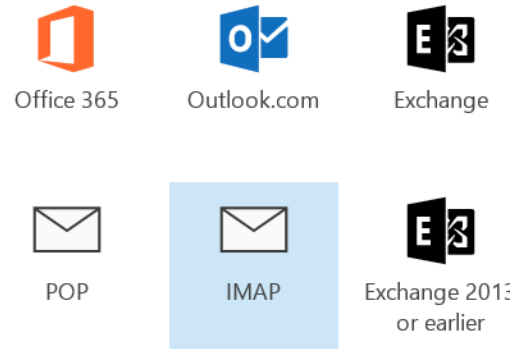 Office 365
Outlook.com
Exchange
POP
IMAP
Exchange 2013
or earlier